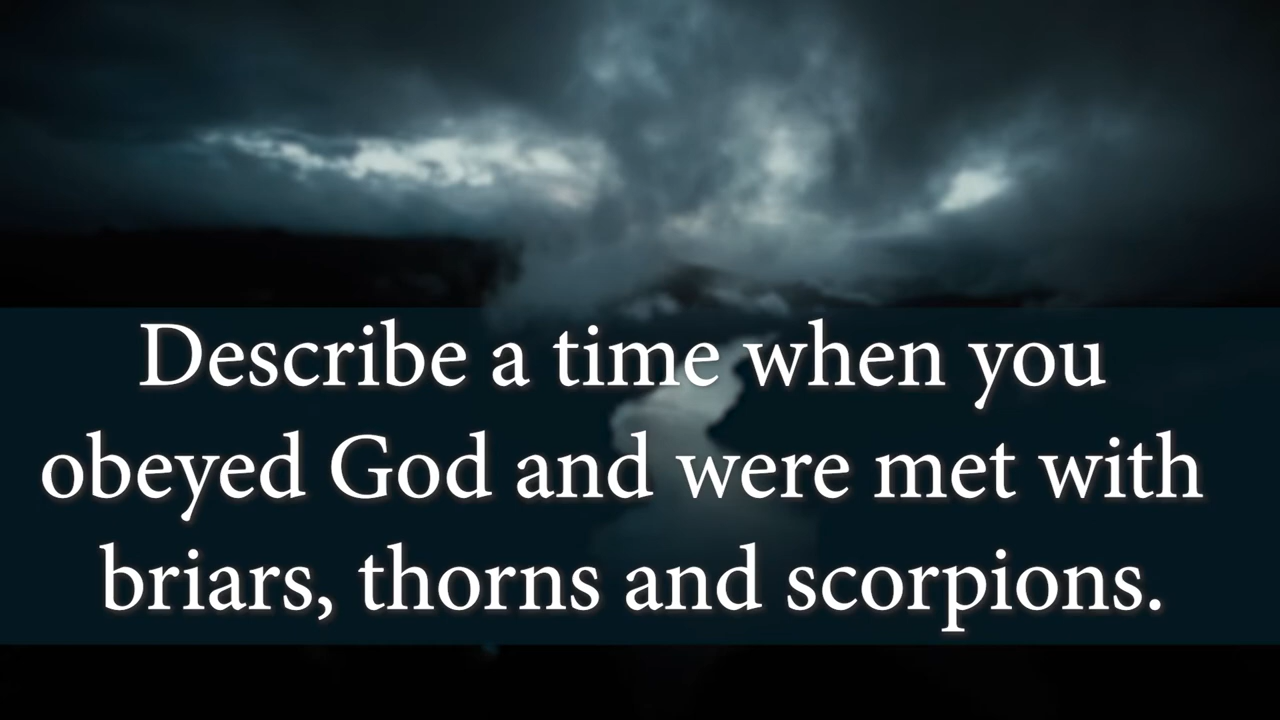 Describe a time when you
obeyed God and were met with
briars, thorns and scorpions.